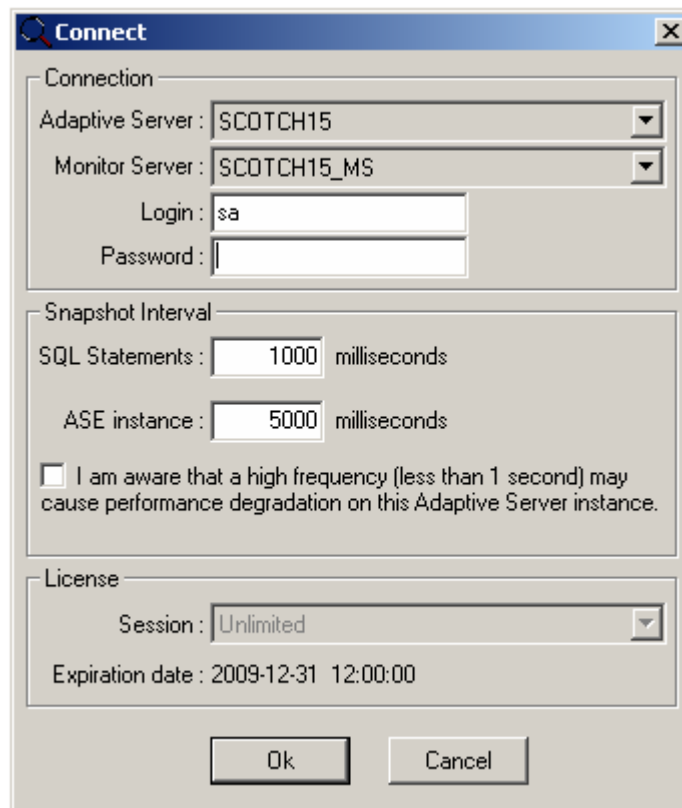 Connect
Connection
Adaptive Server : SCOTCH15
Monitor Server : SCOTCH15_MS
Login : sa
Password :
Snapshot Interval
SQL Statements : 1000 milliseconds
ASE instance : 5000 milliseconds
I am aware that a high frequency (less than 1 second) may
cause performance degradation on this Adaptive Server instance.
License
Session : Unlimited
Expiration date : 2009-12-31 12:00:00
Ok Cancel